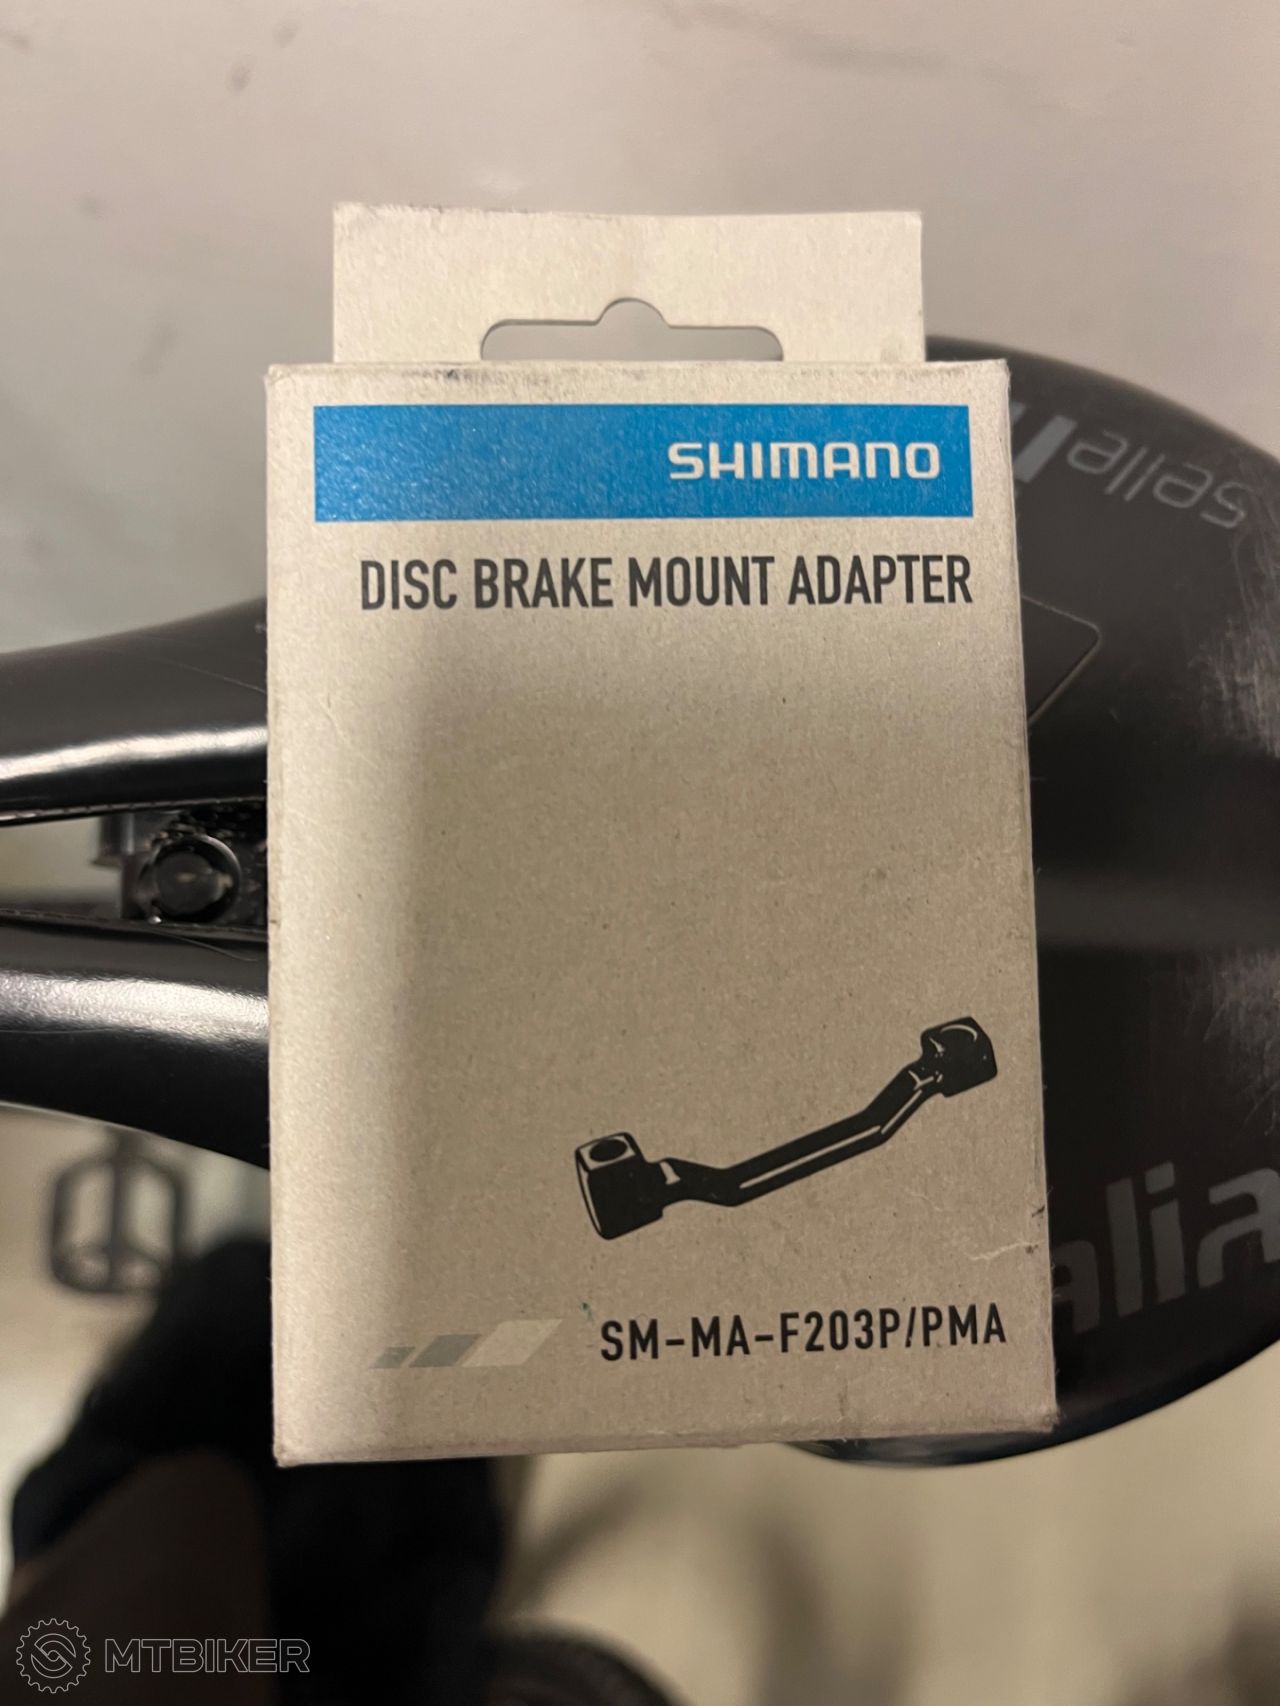 SHIMANO
DISC BRAKE MOUNT ADAPTER
selle
alia
SM-MA-F203P/PMA
MTBIKER